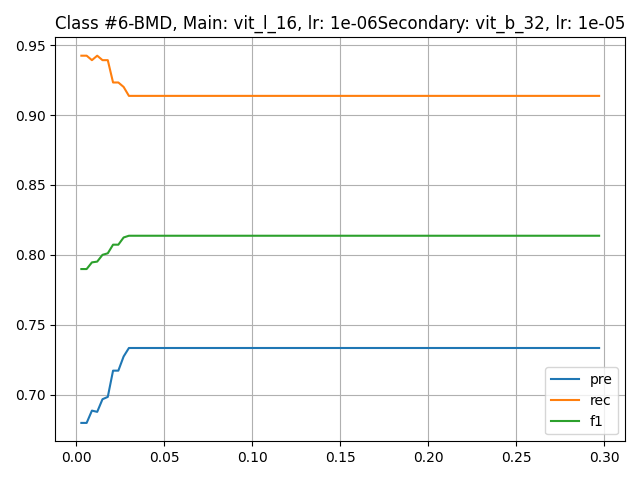 Class #6-BMD, Main: vit_l_16, lr: 1e-06Secondary: vit_b_32, lr: 1e-05
0.95
0.90
0.85
0.80
0.75
0.70
pre
rec
f1
0.00 0.05 0.10 0.15 0.20 0.25 0.30